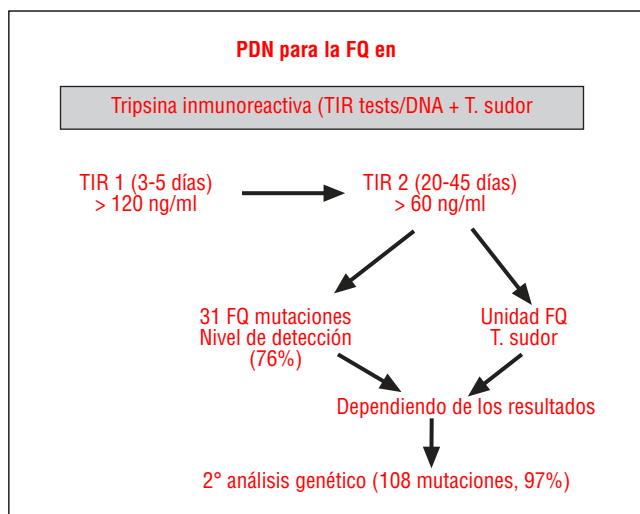 PDN para la FQ en
Tripsina inmunoreactiva (TIR tests/DNA + T. sudor
TIR 1 (3-5 días)
> 120 ng/ml
TIR 2 (20-45 días)
> 60 ng/ml
31 FQ mutaciones
Nivel de detección
(76%)
Unidad FQ
T. sudor
Dependiendo de los resultados
2° análisis genético (108 mutaciones, 97%)